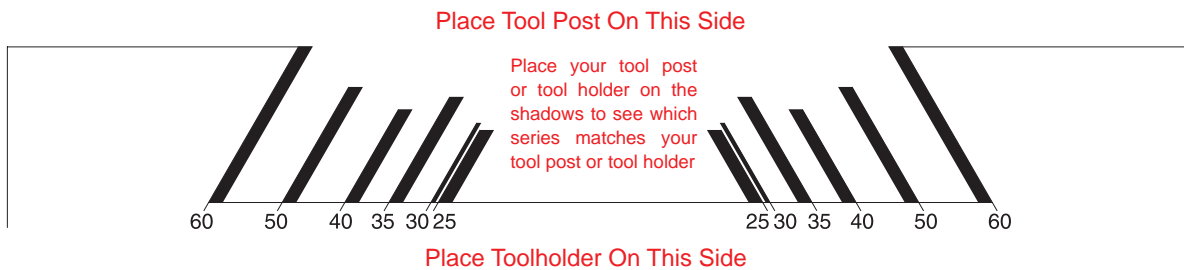 Place Tool Post On This Side
Place your tool post
or tool holder on the
shadows to see which
series matches your
tool post or tool holder
60 50 40 35 30 25 25 30 35 40 50 60
Place Toolholder On This Side